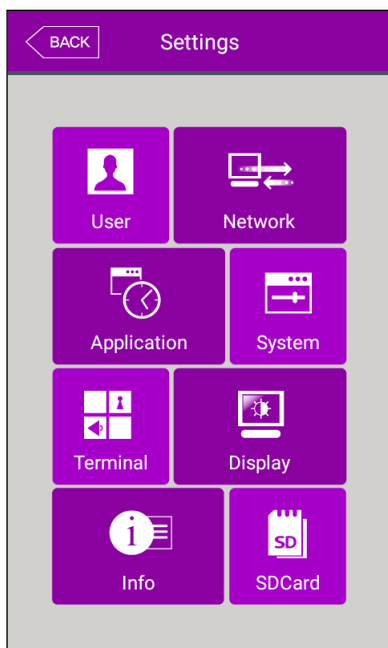 BACK Settings
User Network
Application System
Terminal Display
i Info SD SDCard